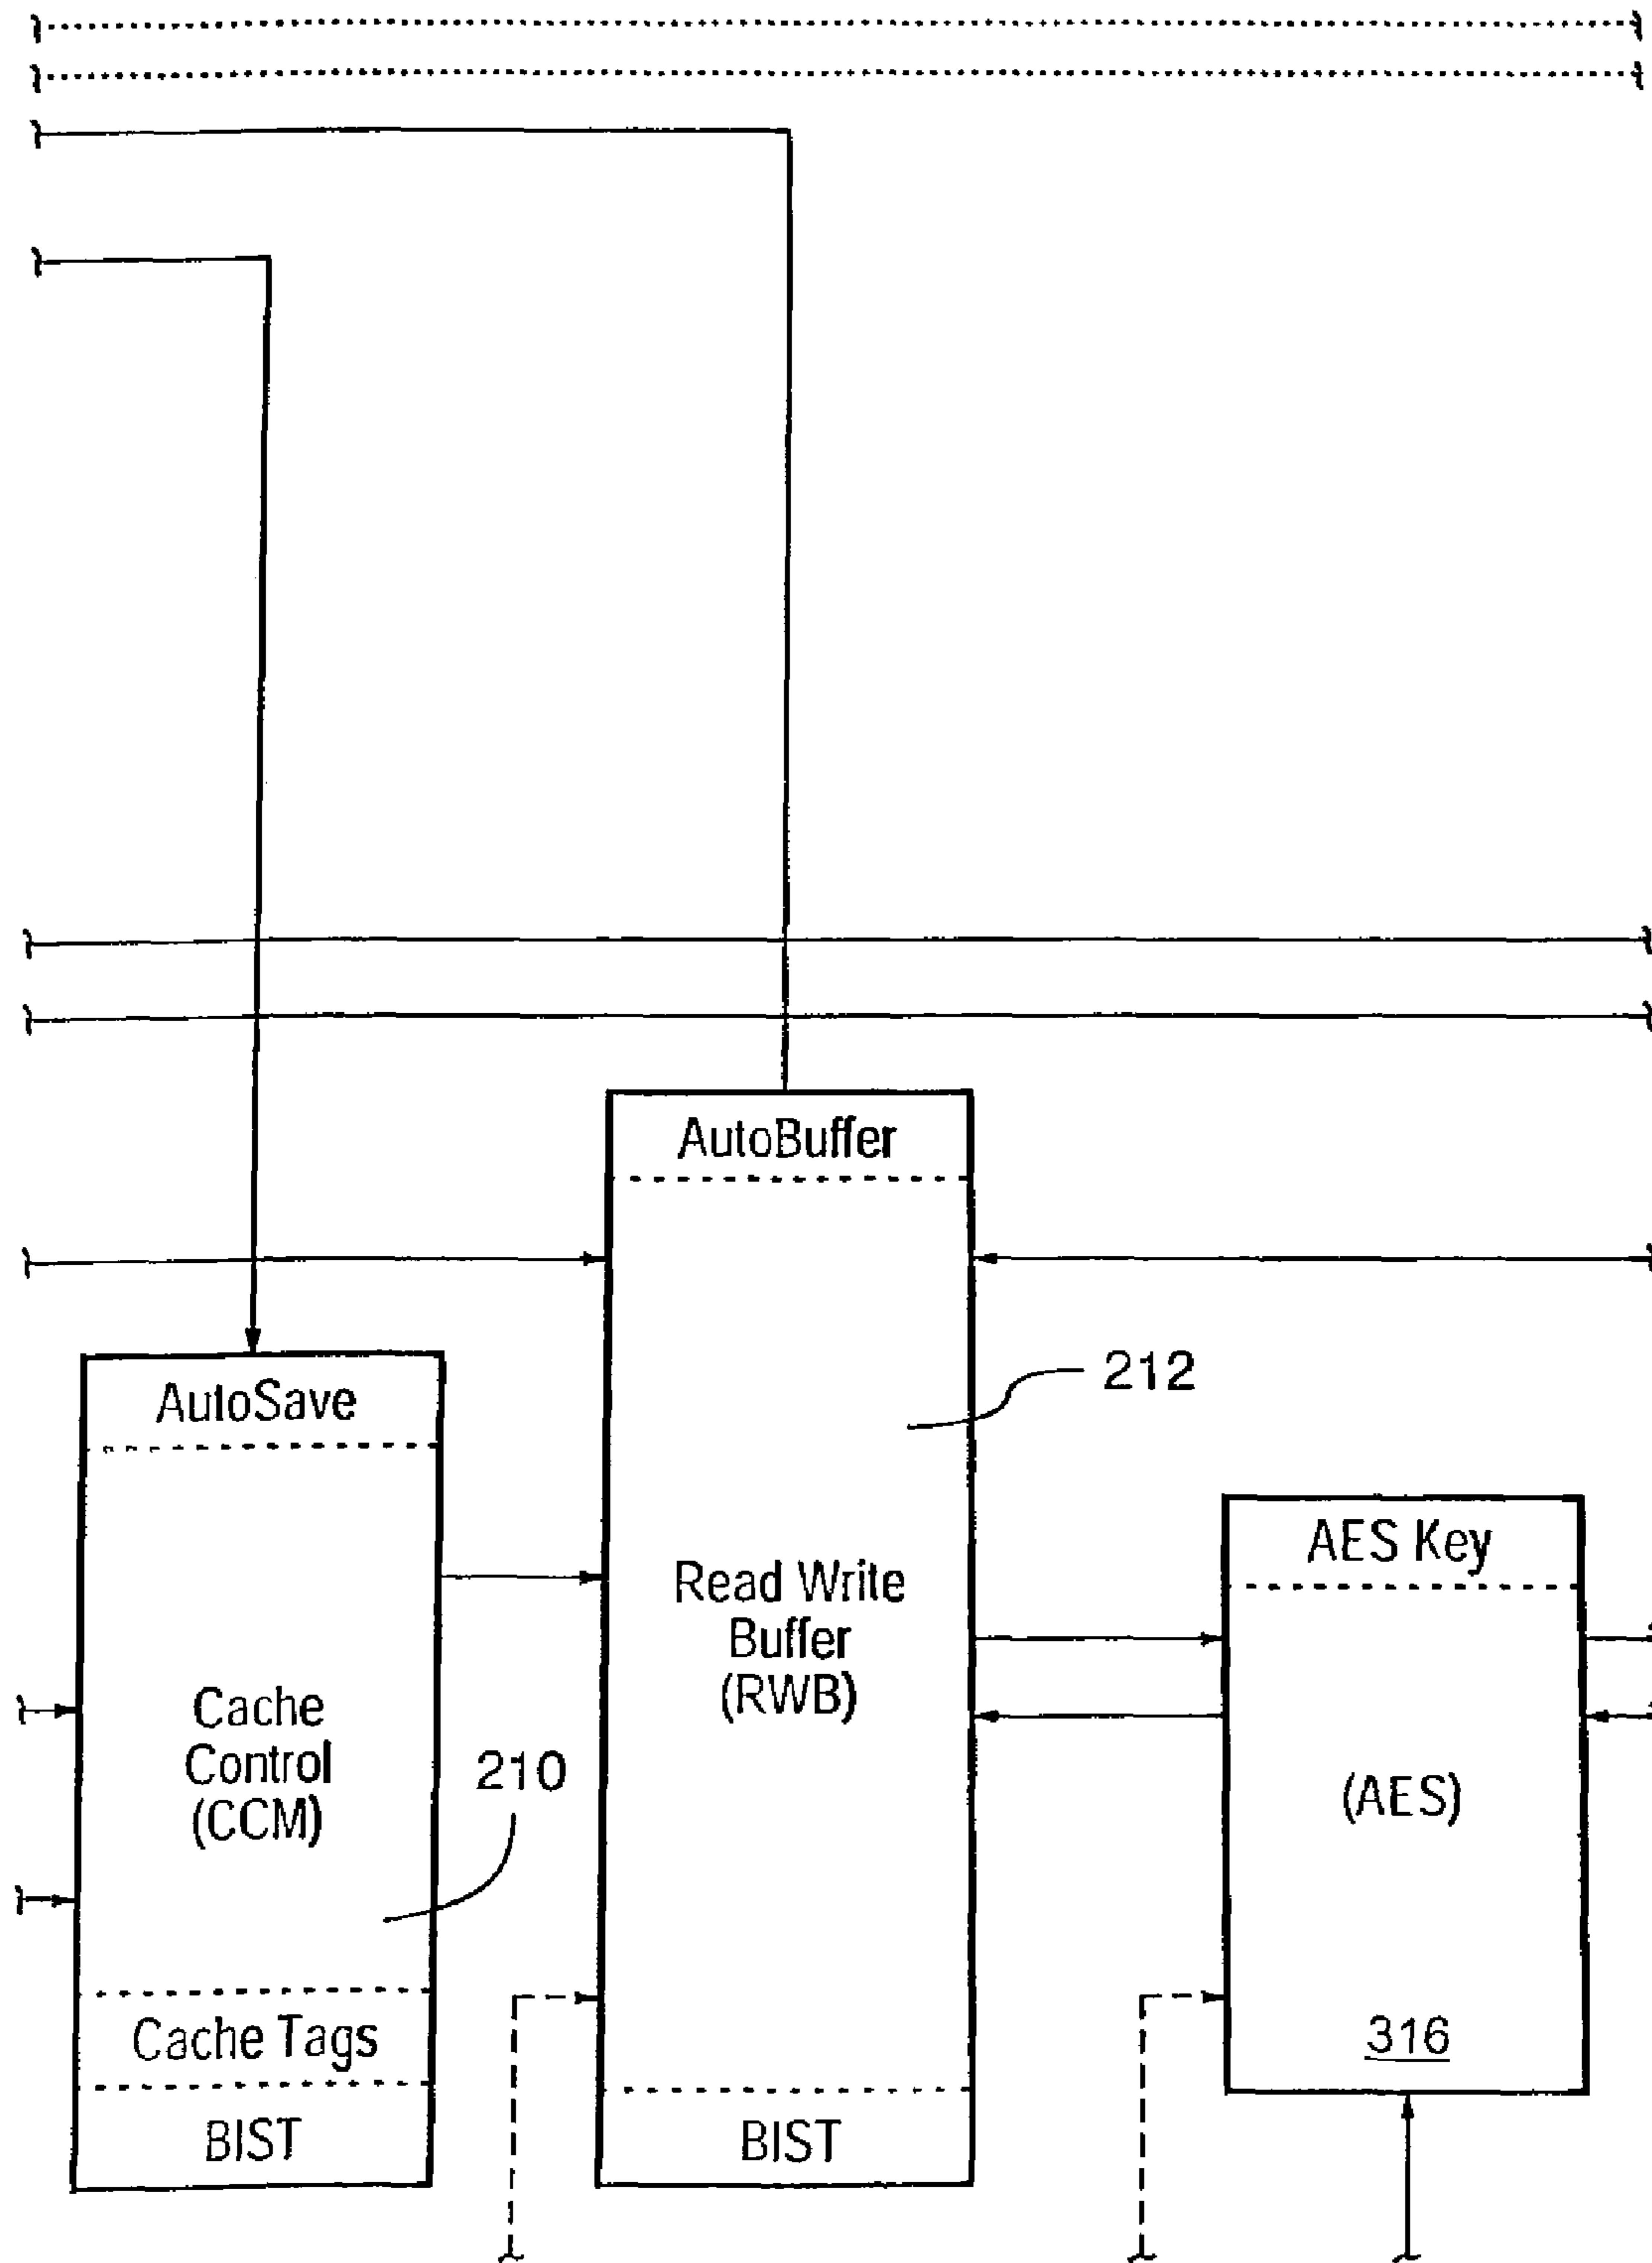 AutoBuffer
212
AutoSave
AES Key
Read Write
Buffer
(RWB)
Cache
Control
(CCM)
210
(AES)
316
Cache Tags
BIST
BIST